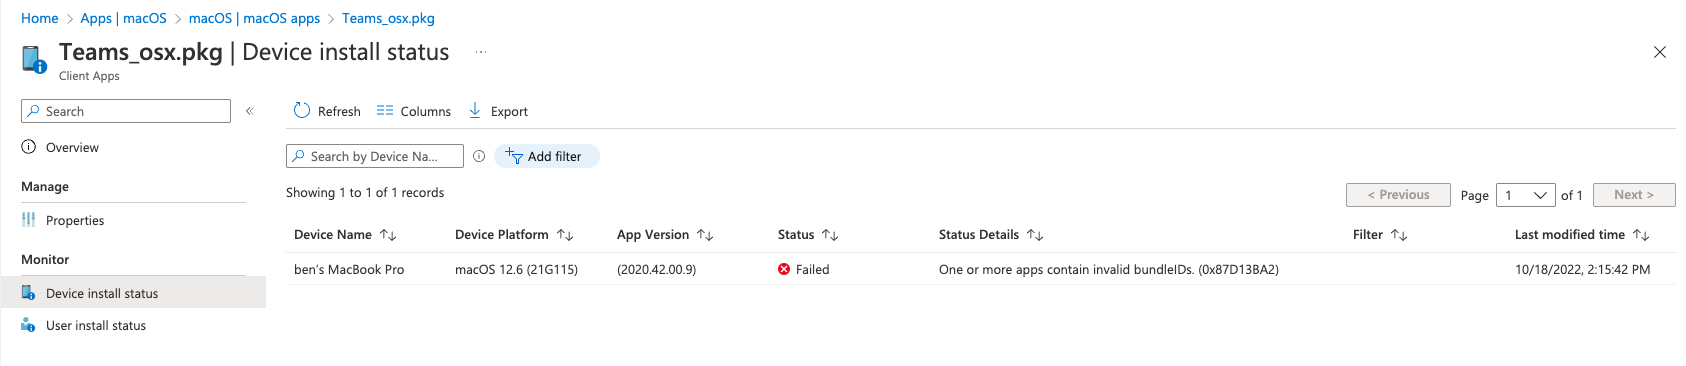 Home > Apps | macOS > macOS | macOS apps > Teams_osx.pkg
Teams_osx.pkg | Device install status ...
Client Apps
Search «
Refresh Columns Export
Overview
Search by Device Na... Add filter
Manage
Showing 1 to 1 of 1 records
< Previous Page 1 of 1 Next >
Properties
Device Name Device Platform App Version Status Status Details Filter Last modified time
Monitor
ben’s MacBook Pro macOS 12.6 (21G115) (2020.42.00.9) Failed One or more apps contain invalid bundleIDs. (0x87D13BA2) 10/18/2022, 2:15:42 PM
Device install status
User install status